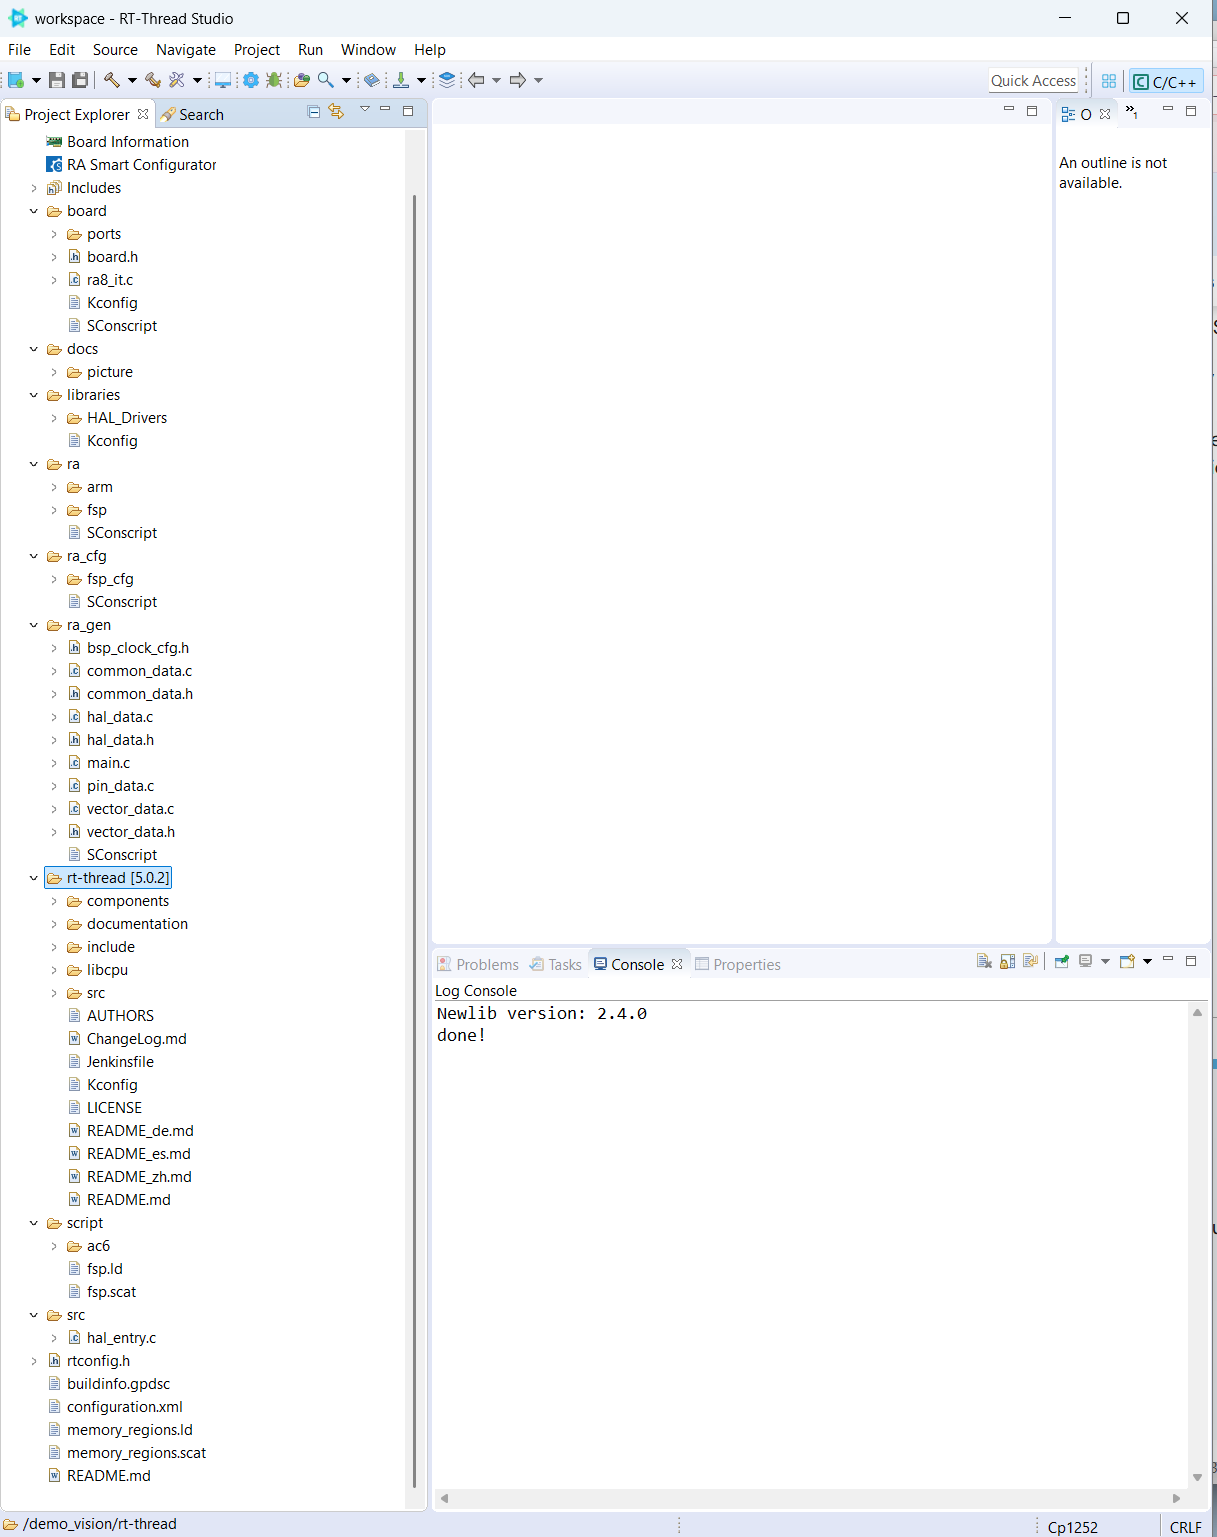 workspace - RT-Thread Studio
File Edit Source Navigate Project Run Window Help
Quick Access
C/C++
Project Explorer
Search
Board Information
RA Smart Configurator
Includes
board
ports
board.h
ra8_it.c
Kconfig
SConscript
docs
picture
libraries
HAL_Drivers
Kconfig
ra
arm
fsp
SConscript
ra_cfg
fsp_cfg
SConscript
ra_gen
bsp_clock_cfg.h
common_data.c
common_data.h
hal_data.c
hal_data.h
main.c
pin_data.c
vector_data.c
vector_data.h
SConscript
rt-thread [5.0.2]
components
documentation
include
libcpu
src
AUTHORS
ChangeLog.md
Jenkinsfile
Kconfig
LICENSE
README_de.md
README_es.md
README_zh.md
README.md
script
ac6
fsp.ld
fsp.scat
src
hal_entry.c
rtconfig.h
buildinfo.gpdsc
configuration.xml
memory_regions.ld
memory_regions.scat
README.md
O
»1
An outline is not
available.
Problems Tasks Console Properties
Log Console
Newlib version: 2.4.0
done!
/demo_vision/rt-thread
Cp1252
CRLF